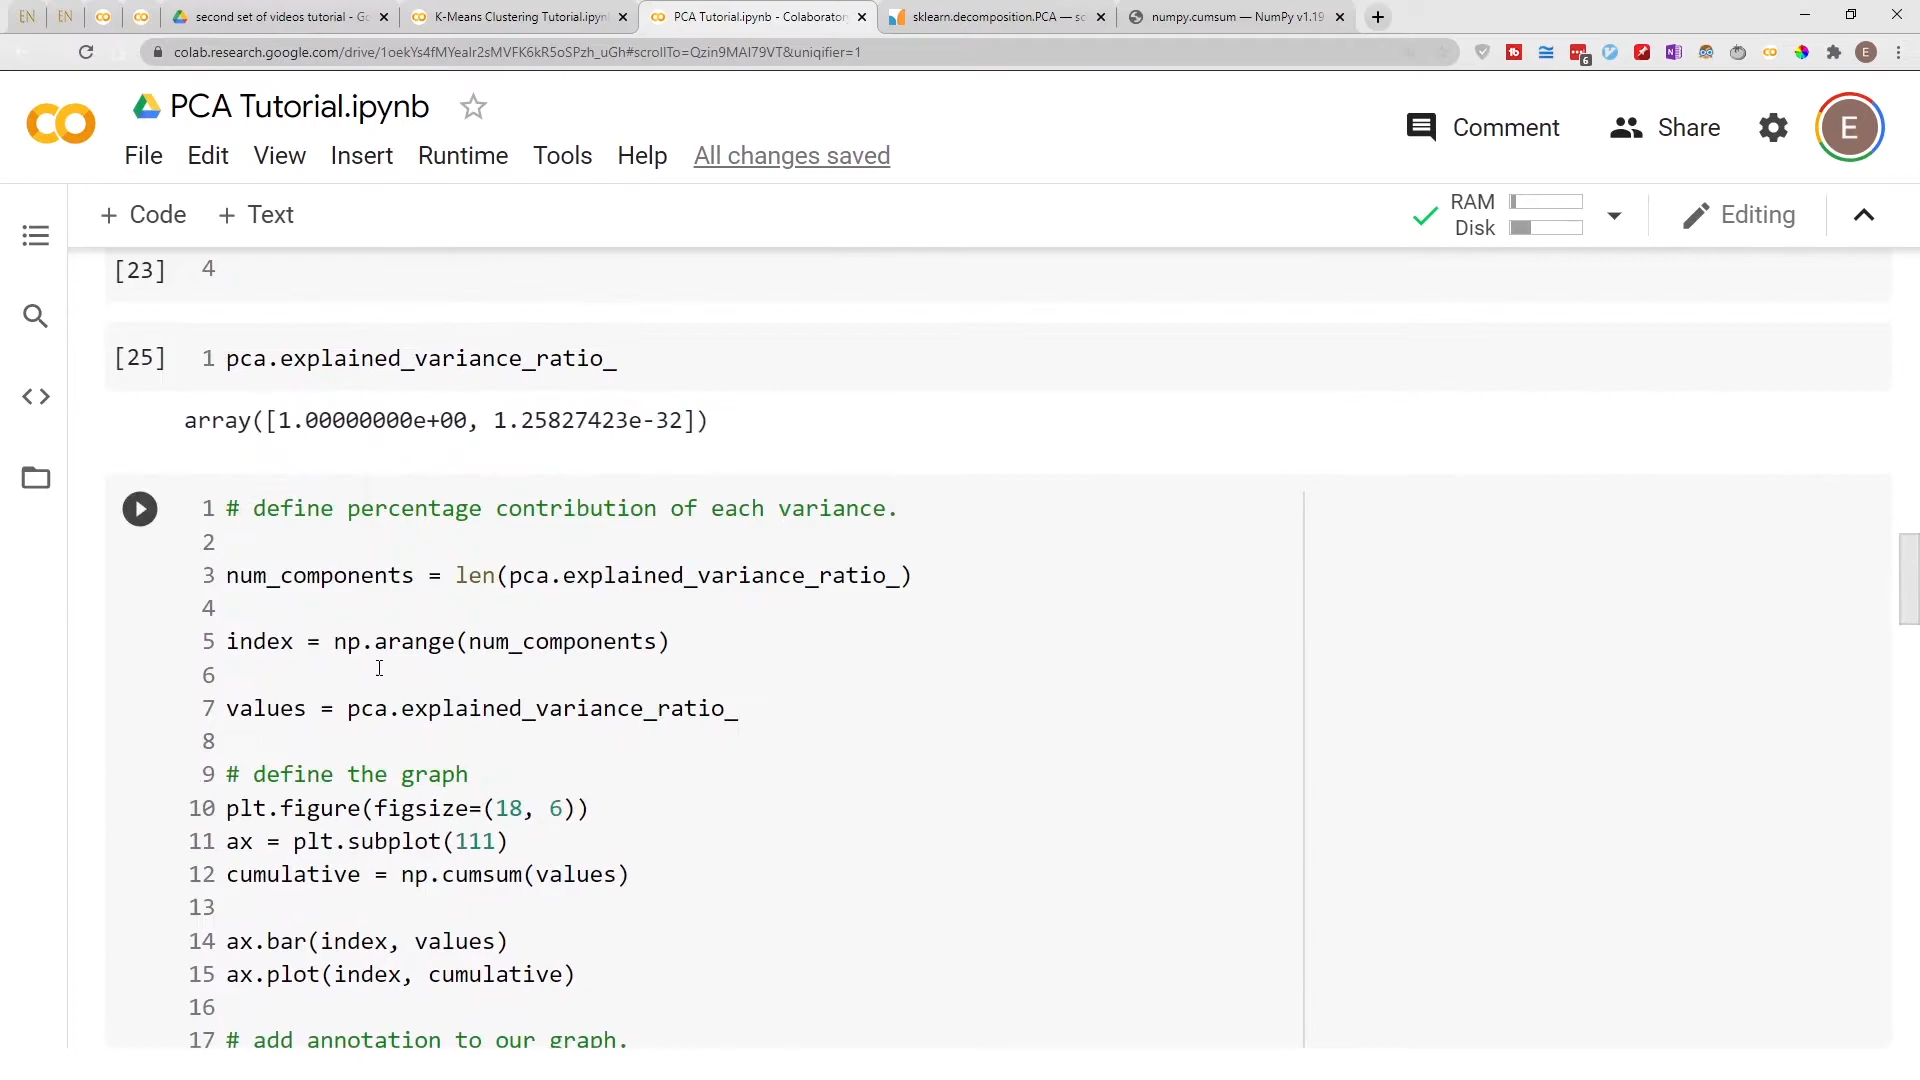 EN
EN
second set of videos tutorial - Go
K-Means Clustering Tutorial.ipyn
PCA Tutorial.ipynb - Colaborator
sklearn.decomposition.PCA — sc
numpy.cumsum — NumPy v1.19
colab.research.google.com/drive/1oekYs4fMYealr2sMVFK6kR5oSPzh_uGh#scrollTo=Qzin9MAI79VT&uniqifier=1
PCA Tutorial.ipynb
Comment
Share
E
File Edit View Insert Runtime Tools Help All changes saved
+ Code + Text
RAM
Disk
Editing
[23] 4
[25] 1 pca.explained_variance_ratio_
array([1.00000000e+00, 1.25827423e-32])
1 # define percentage contribution of each variance.
2
3 num_components = len(pca.explained_variance_ratio_)
4
5 index = np.arange(num_components)
6
7 values = pca.explained_variance_ratio_
8
9 # define the graph
10 plt.figure(figsize=(18, 6))
11 ax = plt.subplot(111)
12 cumulative = np.cumsum(values)
13
14 ax.bar(index, values)
15 ax.plot(index, cumulative)
16
17 # add annotation to our graph.